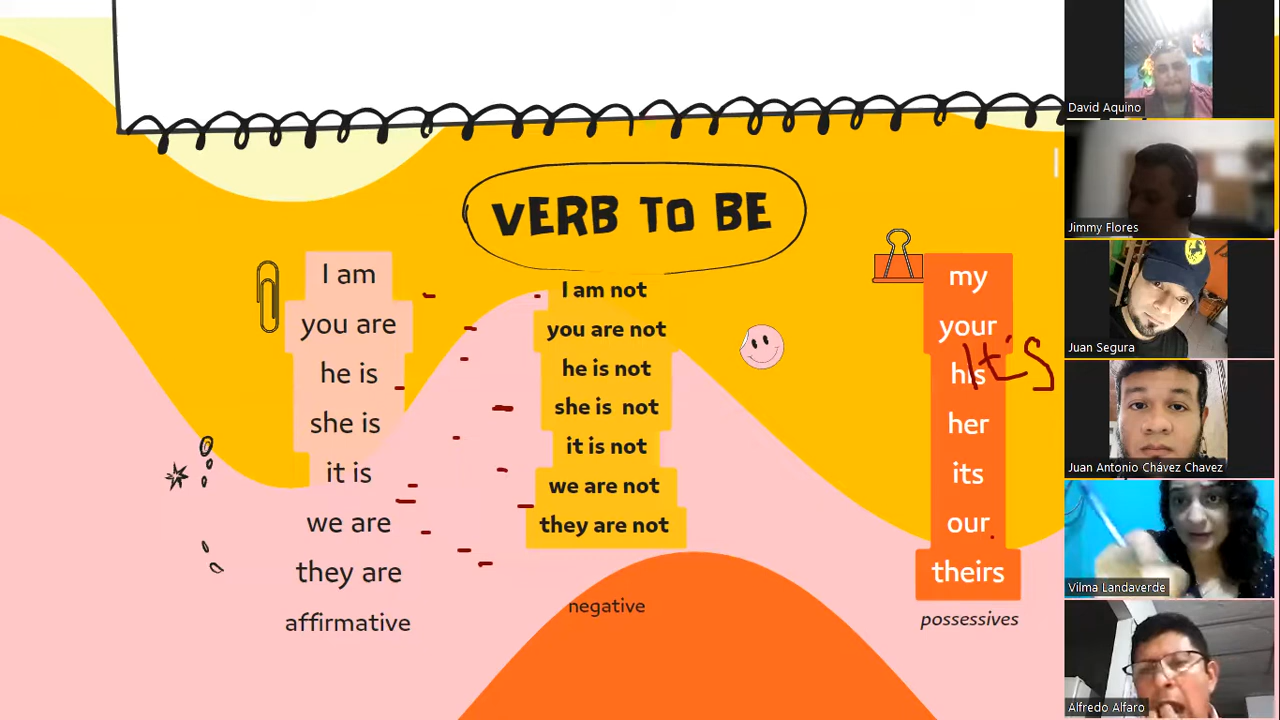 VERB TO BE
I am
you are
he is
she is
it is
we are
they are
affirmative
I am not
you are not
he is not
she is  not
it is not
we are not
they are not
negative
my
your
It's
his
her
its
our
theirs
possessives
David Aquino
Jimmy Flores
Juan Segura
Juan Antonio Chávez Chavez
Vilma Landaverde
Alfredo Alfaro